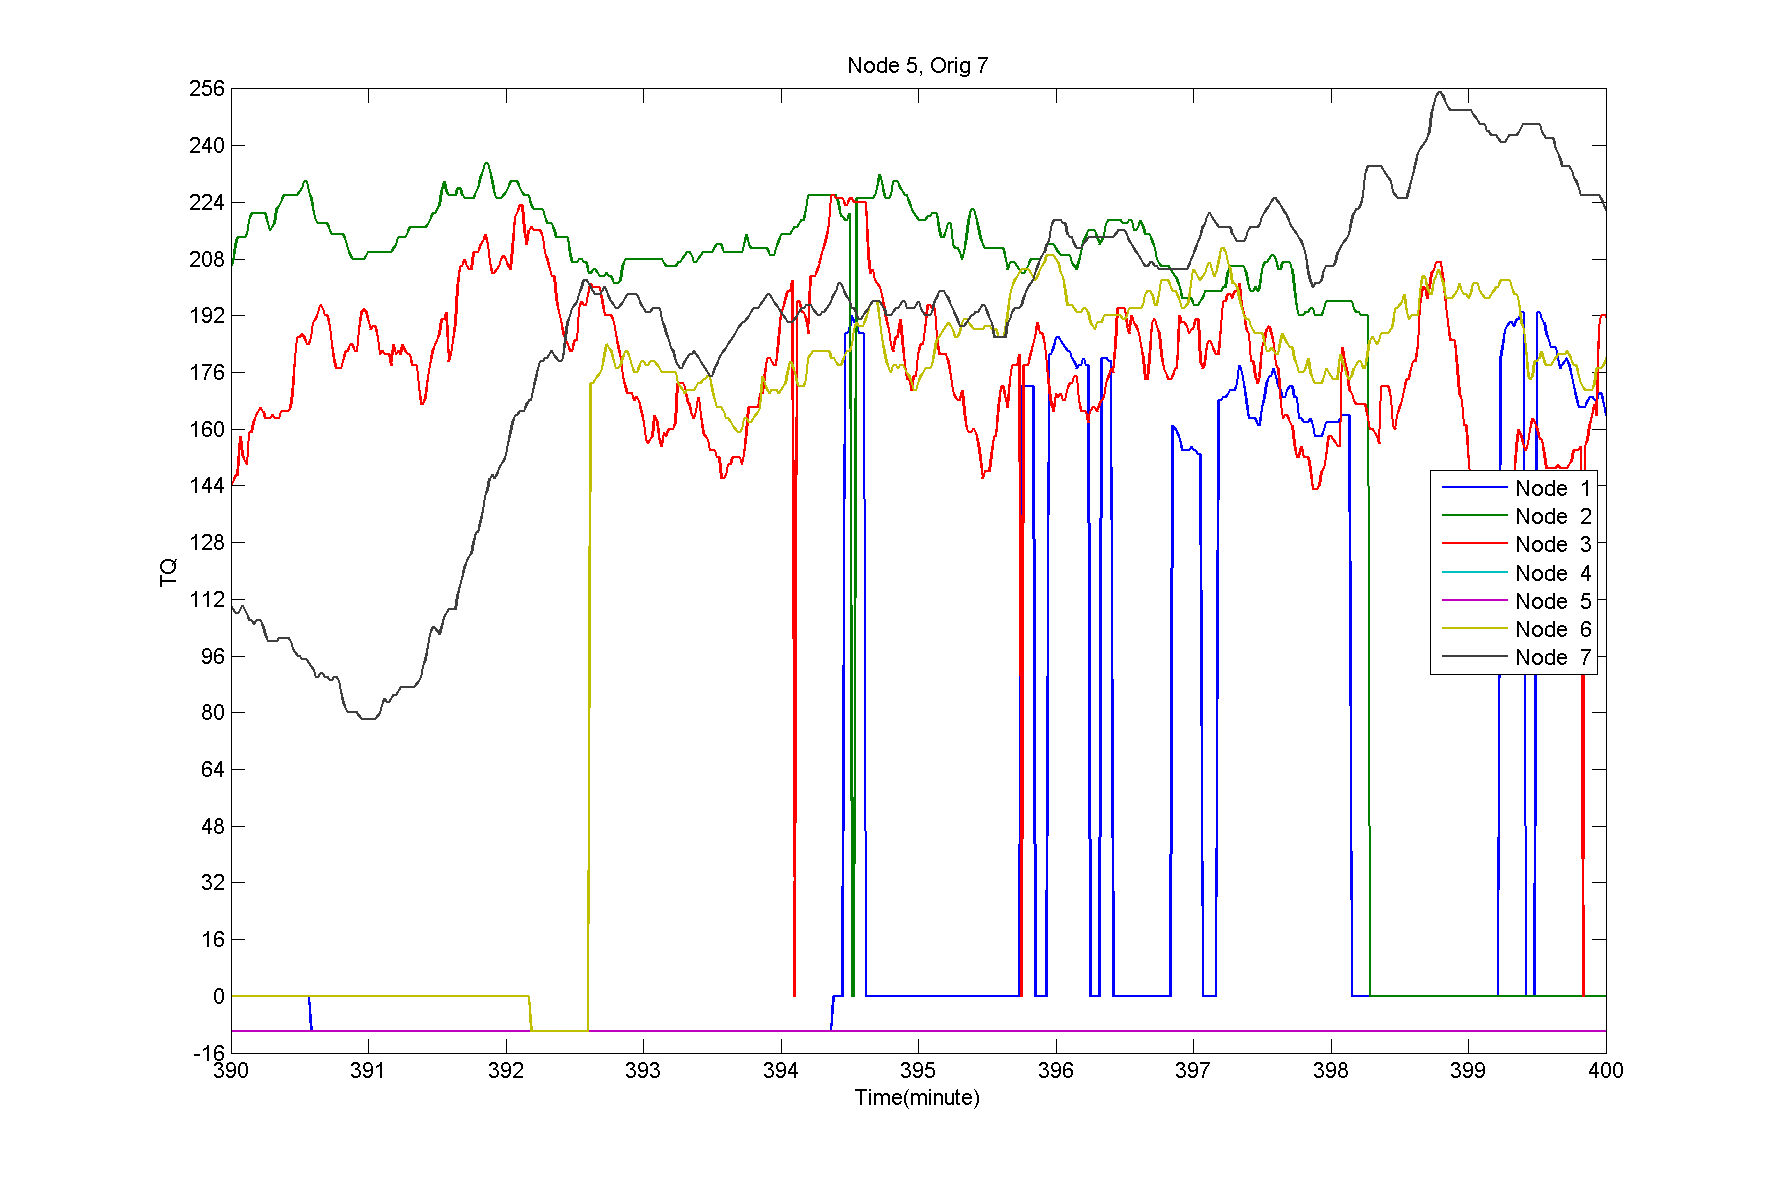 Node 5, Orig 7
256
240
224
208
192
176
160
144
128
112
96
80
64
48
32
16
0
-16
TQ
390 391 392 393 394 395 396 397 398 399 400
Time(minute)
Node 1
Node 2
Node 3
Node 4
Node 5
Node 6
Node 7